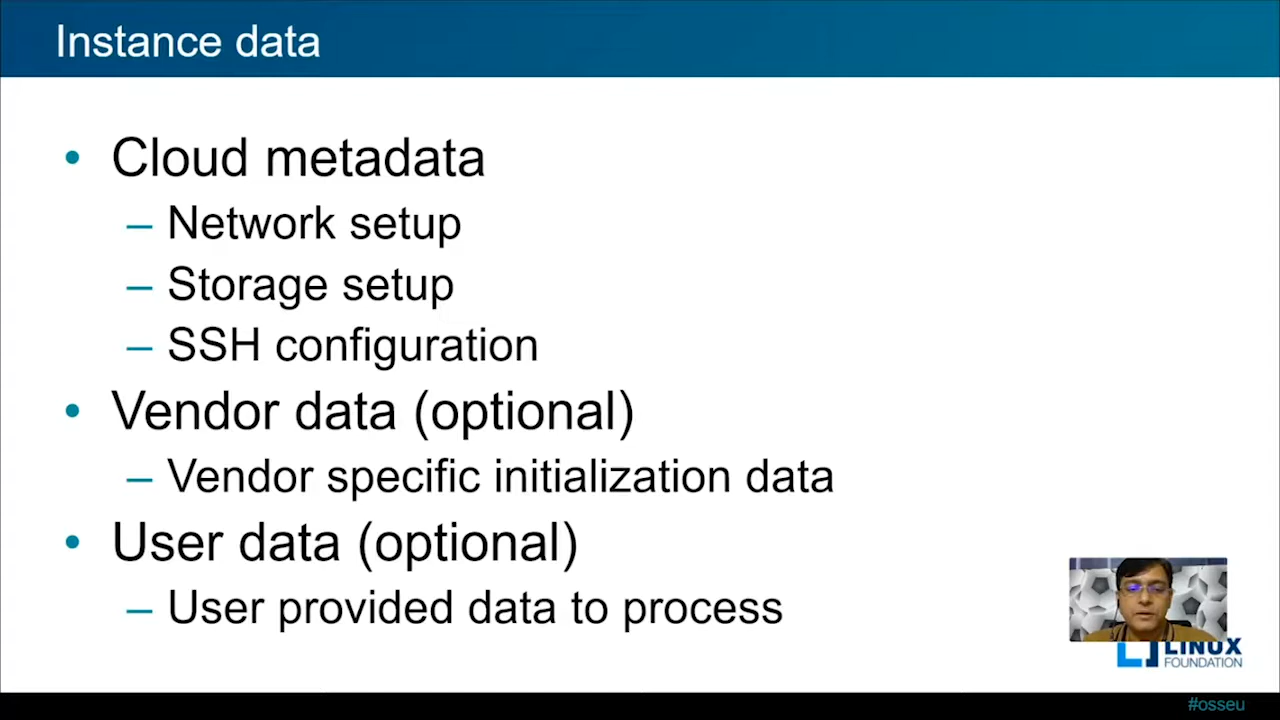 Instance data
• Cloud metadata
– Network setup
– Storage setup
– SSH configuration
• Vendor data (optional)
– Vendor specific initialization data
• User data (optional)
– User provided data to process
LINUX
FOUNDATION
#osseu